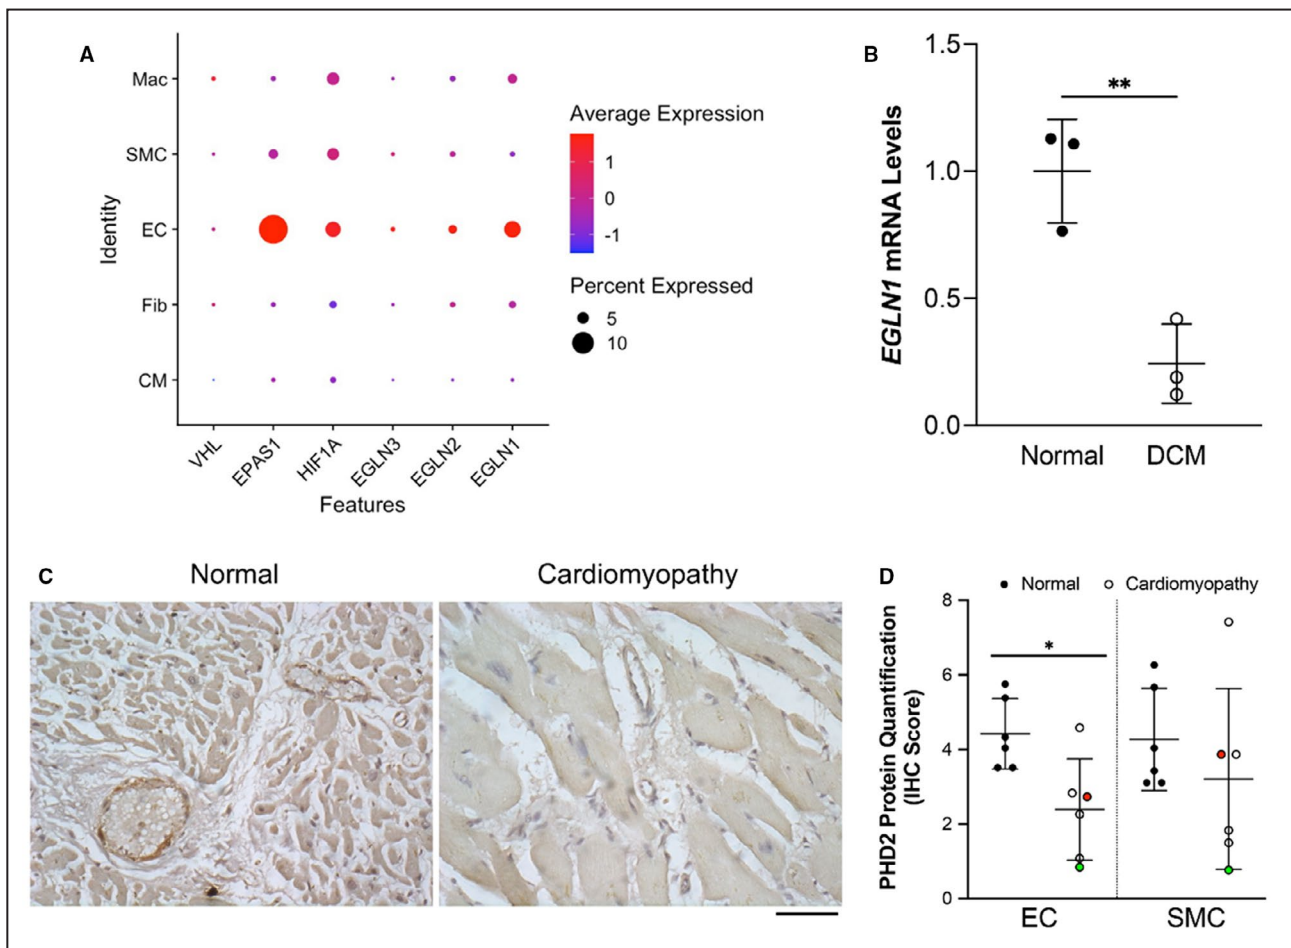 A
Mac
SMC
EC
Fib
CM
Identity
VHL
EPAS1
HIF1A
EGLN3
EGLN2
EGLN1
Features
Average Expression
1
0
-1
Percent Expressed
5
10
B
1.5
1.0
0.5
0.0
EGLN1 mRNA Levels
**
Normal
DCM
C
Normal
Cardiomyopathy
D
Normal
Cardiomyopathy
8
6
4
2
0
PHD2 Protein Quantification
(IHC Score)
*
EC
SMC